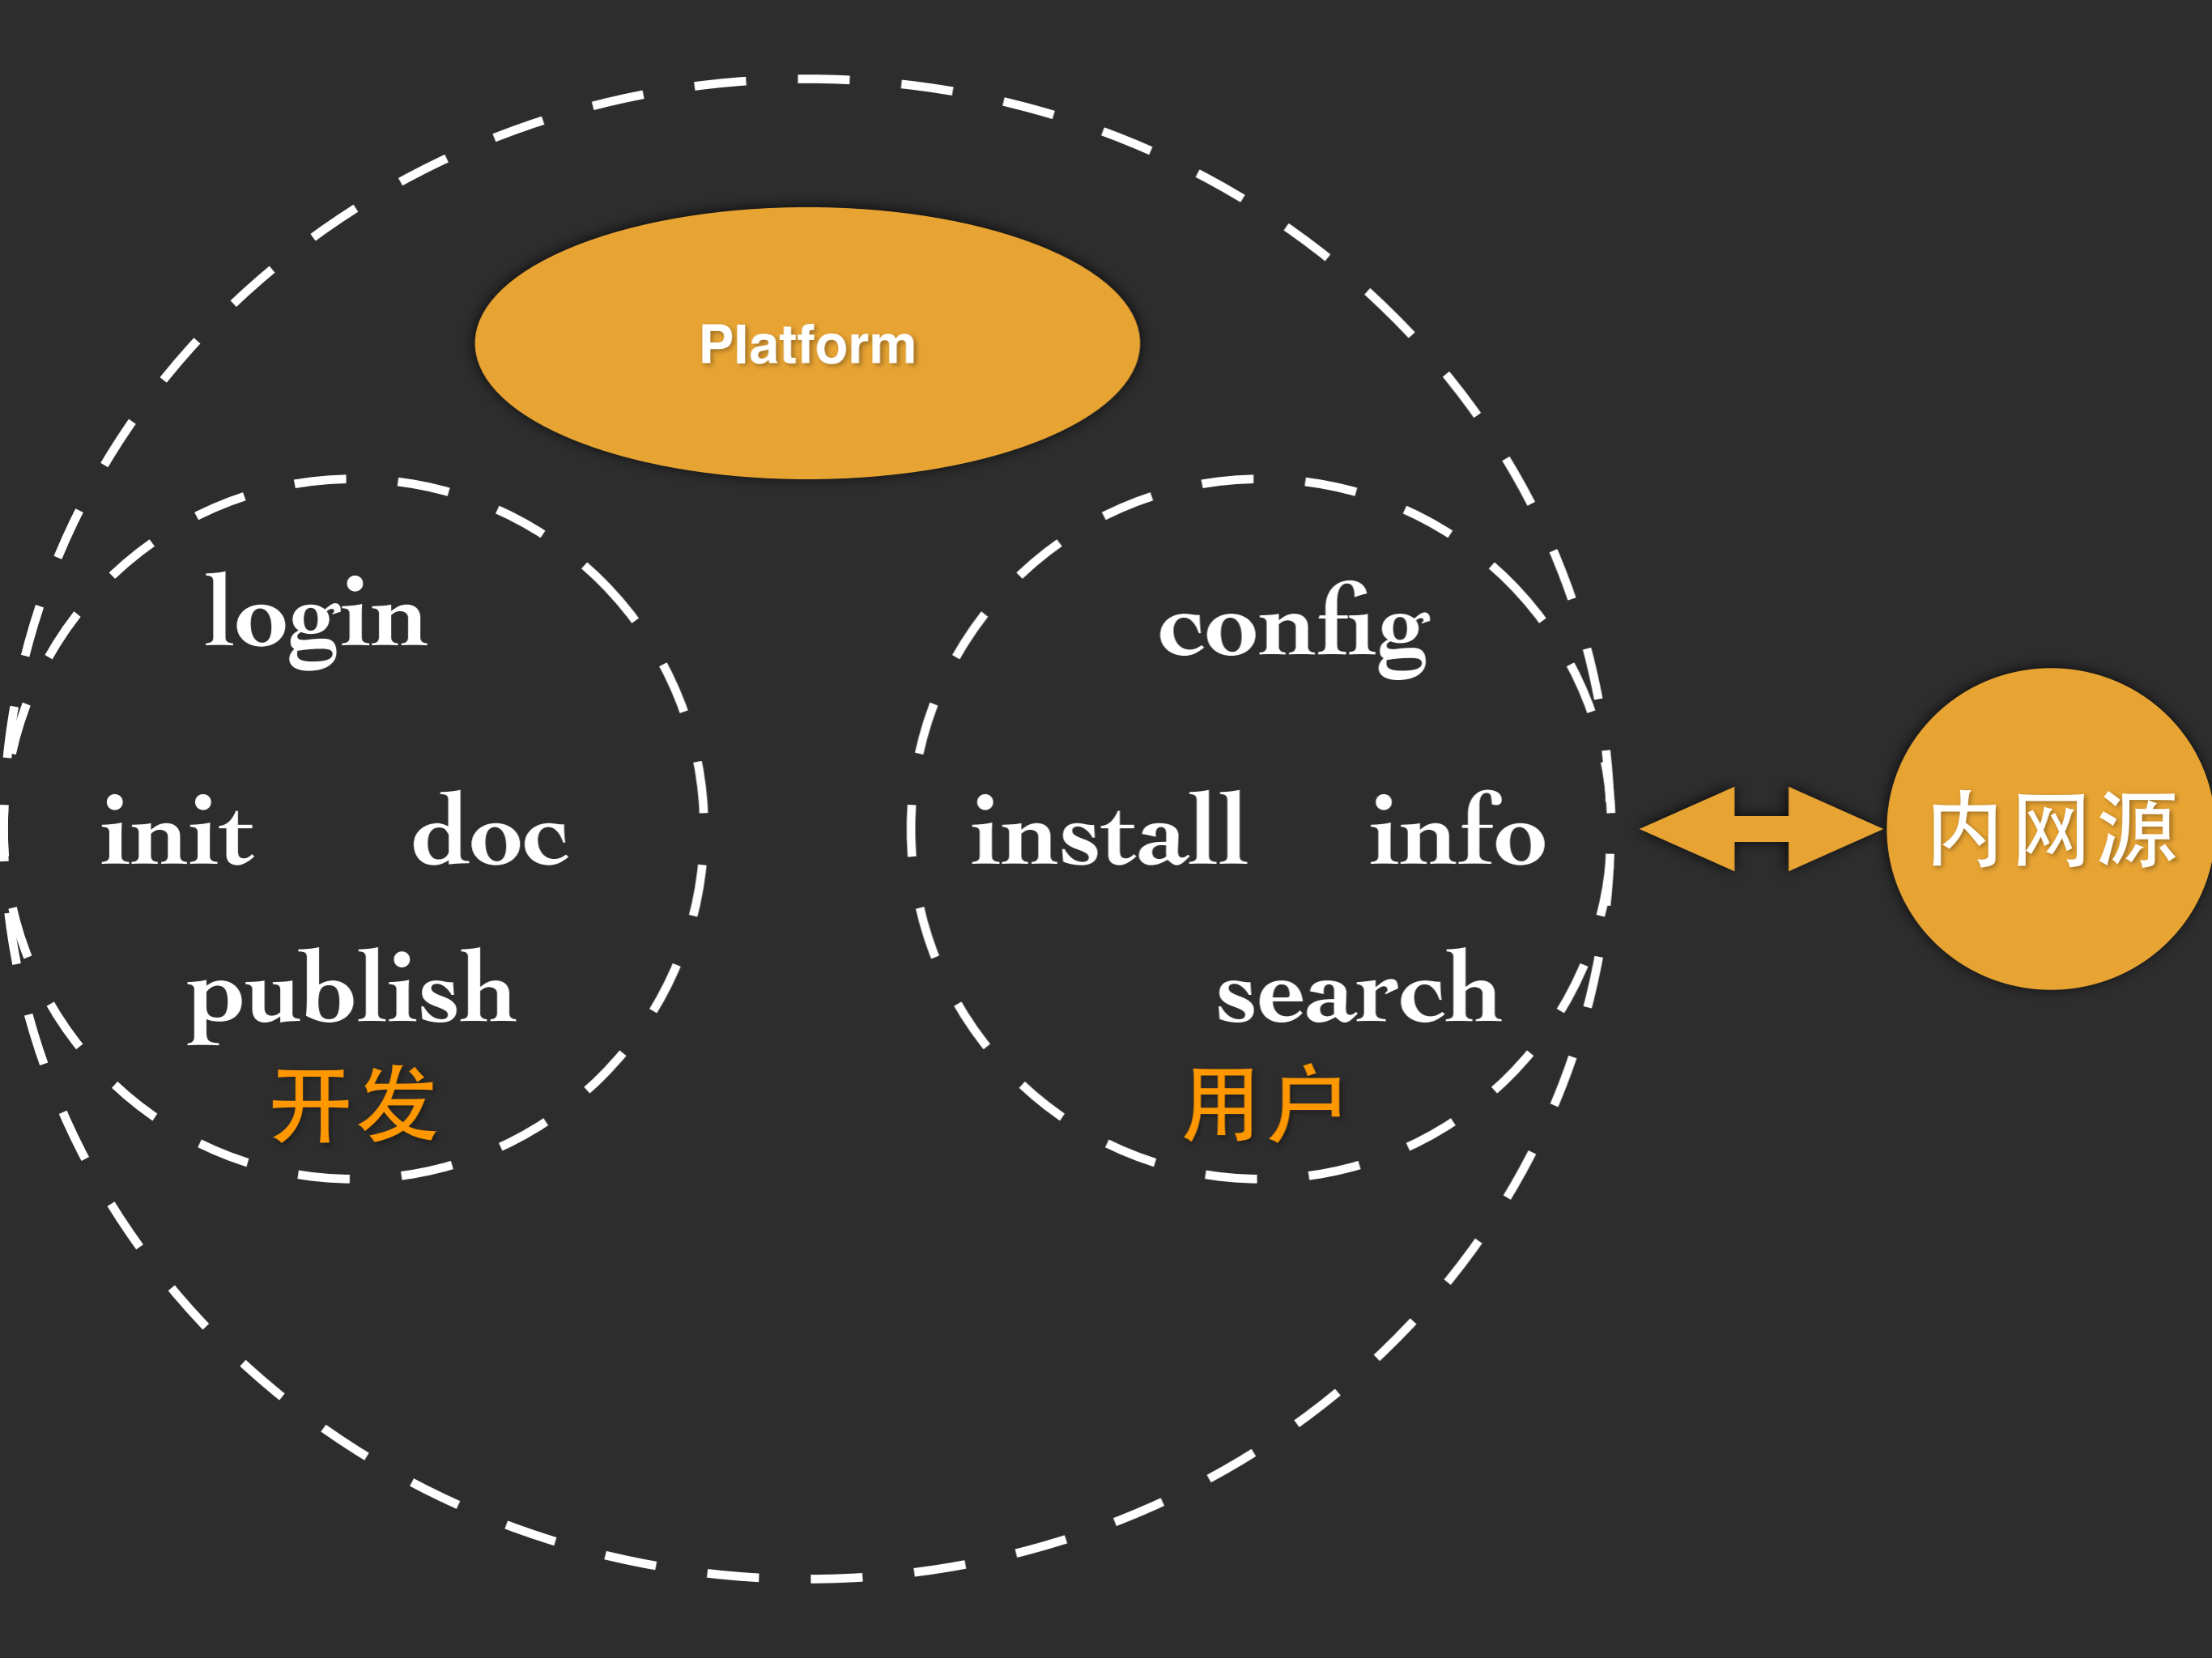 Platform
login
init doc
publish
开发
config
install info
search
用户
内网源